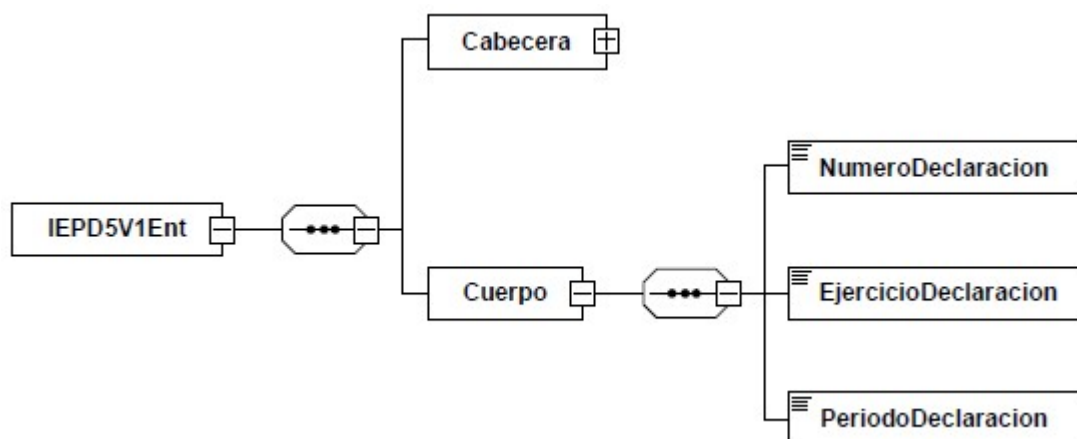 Cabecera
NumeroDeclaracion
IEPD5V1Ent
Cuerpo
EjercicioDeclaracion
PeriodoDeclaracion